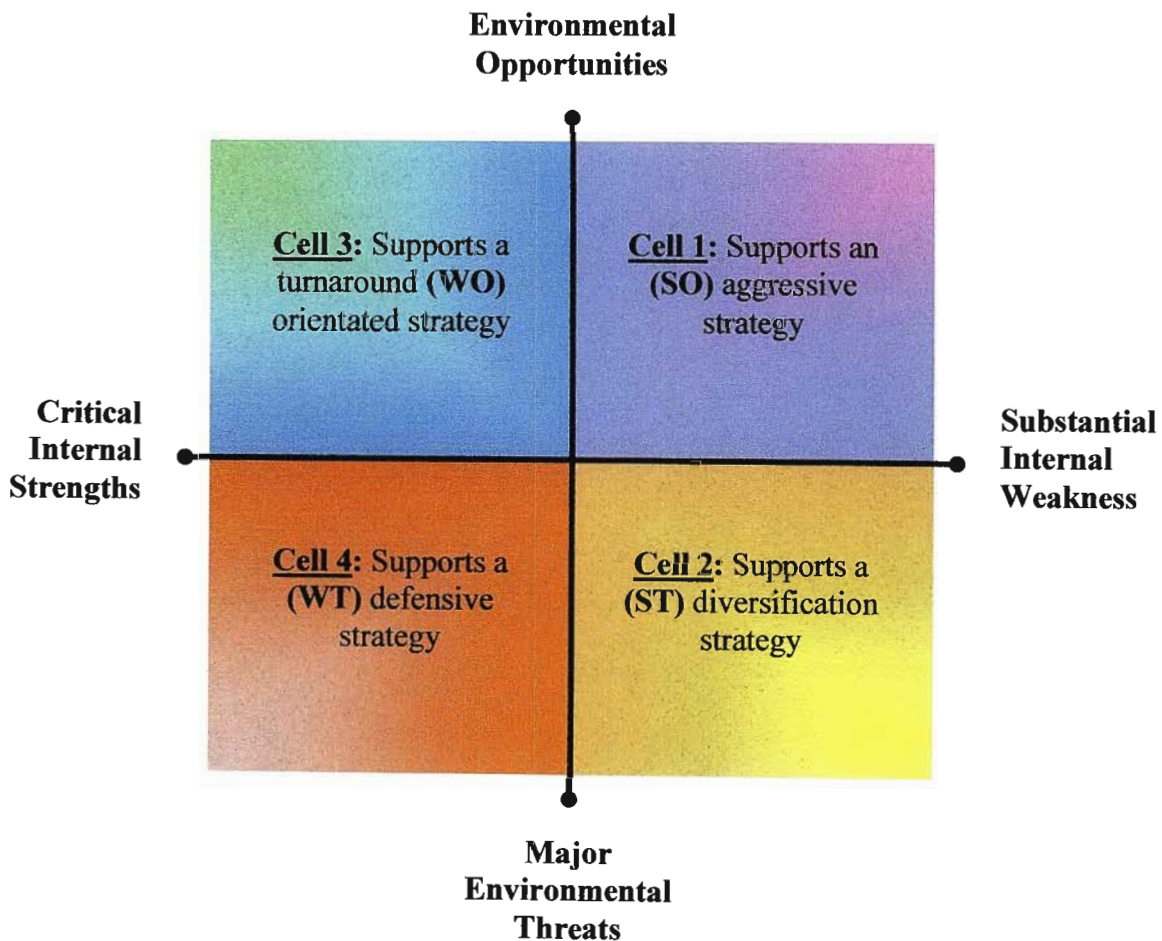 Environmental
Opportunities
Cell 3: Supports a
turnaround (WO)
orientated strategy
Cell 1: Supports an
(SO) aggressive
strategy
Critical
Internal
Strengths
Substantial
Internal
Weakness
Cell 4: Supports a
(WT) defensive
strategy
Cell 2: Supports a
(ST) diversification
strategy
Major
Environmental
Threats